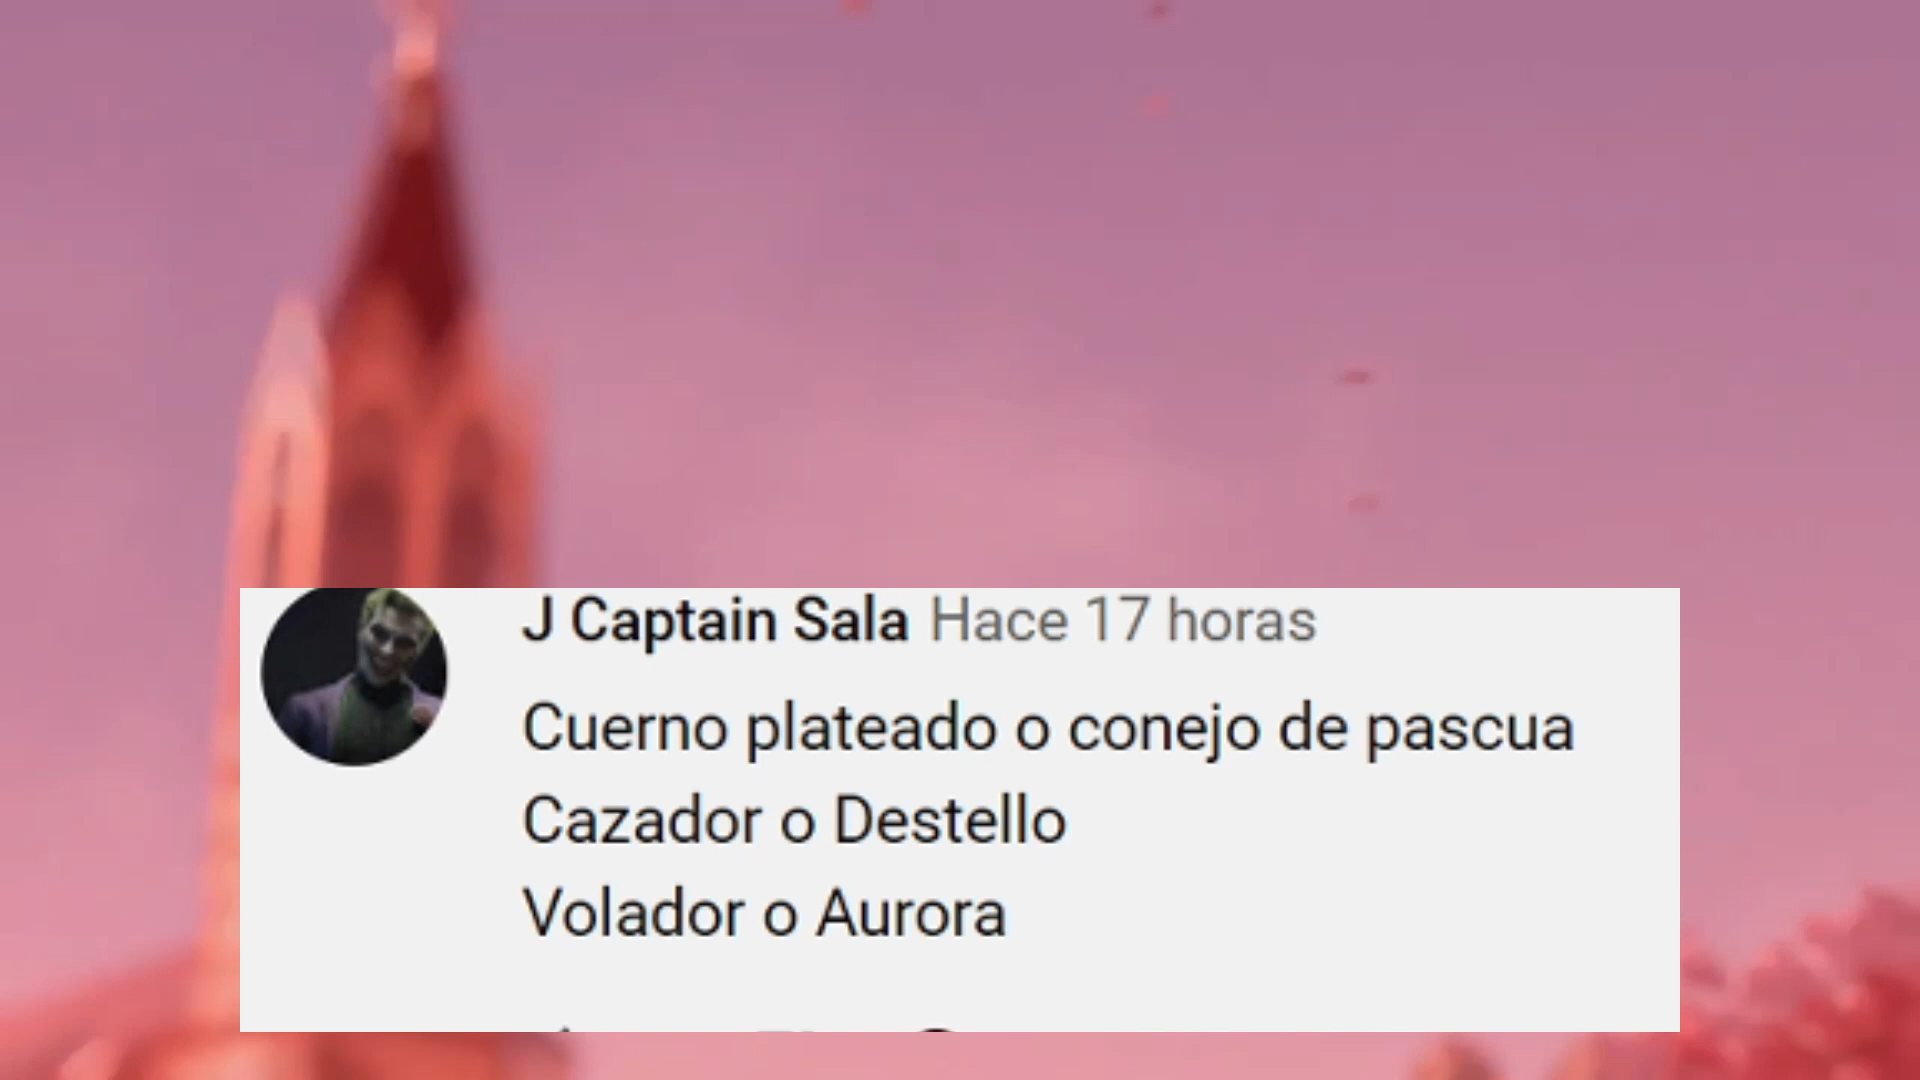 J Captain Sala Hace 17 horas
Cuerno plateado o conejo de pascua
Cazador o Destello
Volador o Aurora